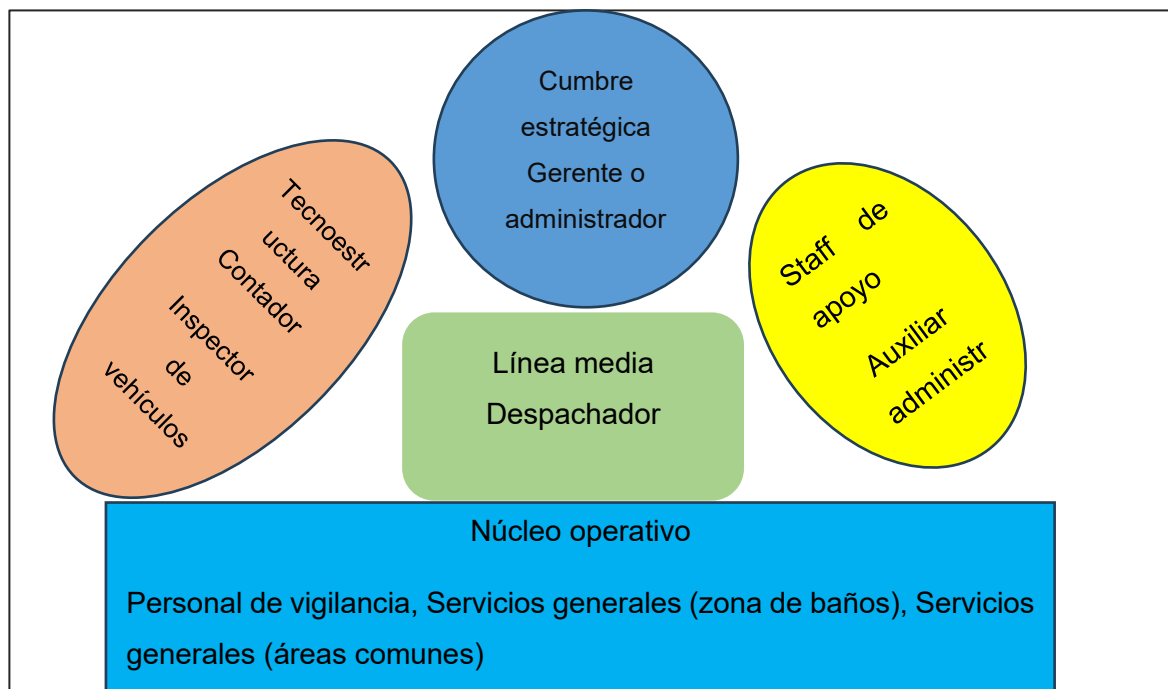 Cumbre
estratégica
Gerente o
administrador
Tecnoestr
uctura
Contador
Inspector
de
vehículos
Staff de
apoyo
Auxiliar
administr
Línea media
Despachador
Núcleo operativo
Personal de vigilancia, Servicios generales (zona de baños), Servicios
generales (áreas comunes)